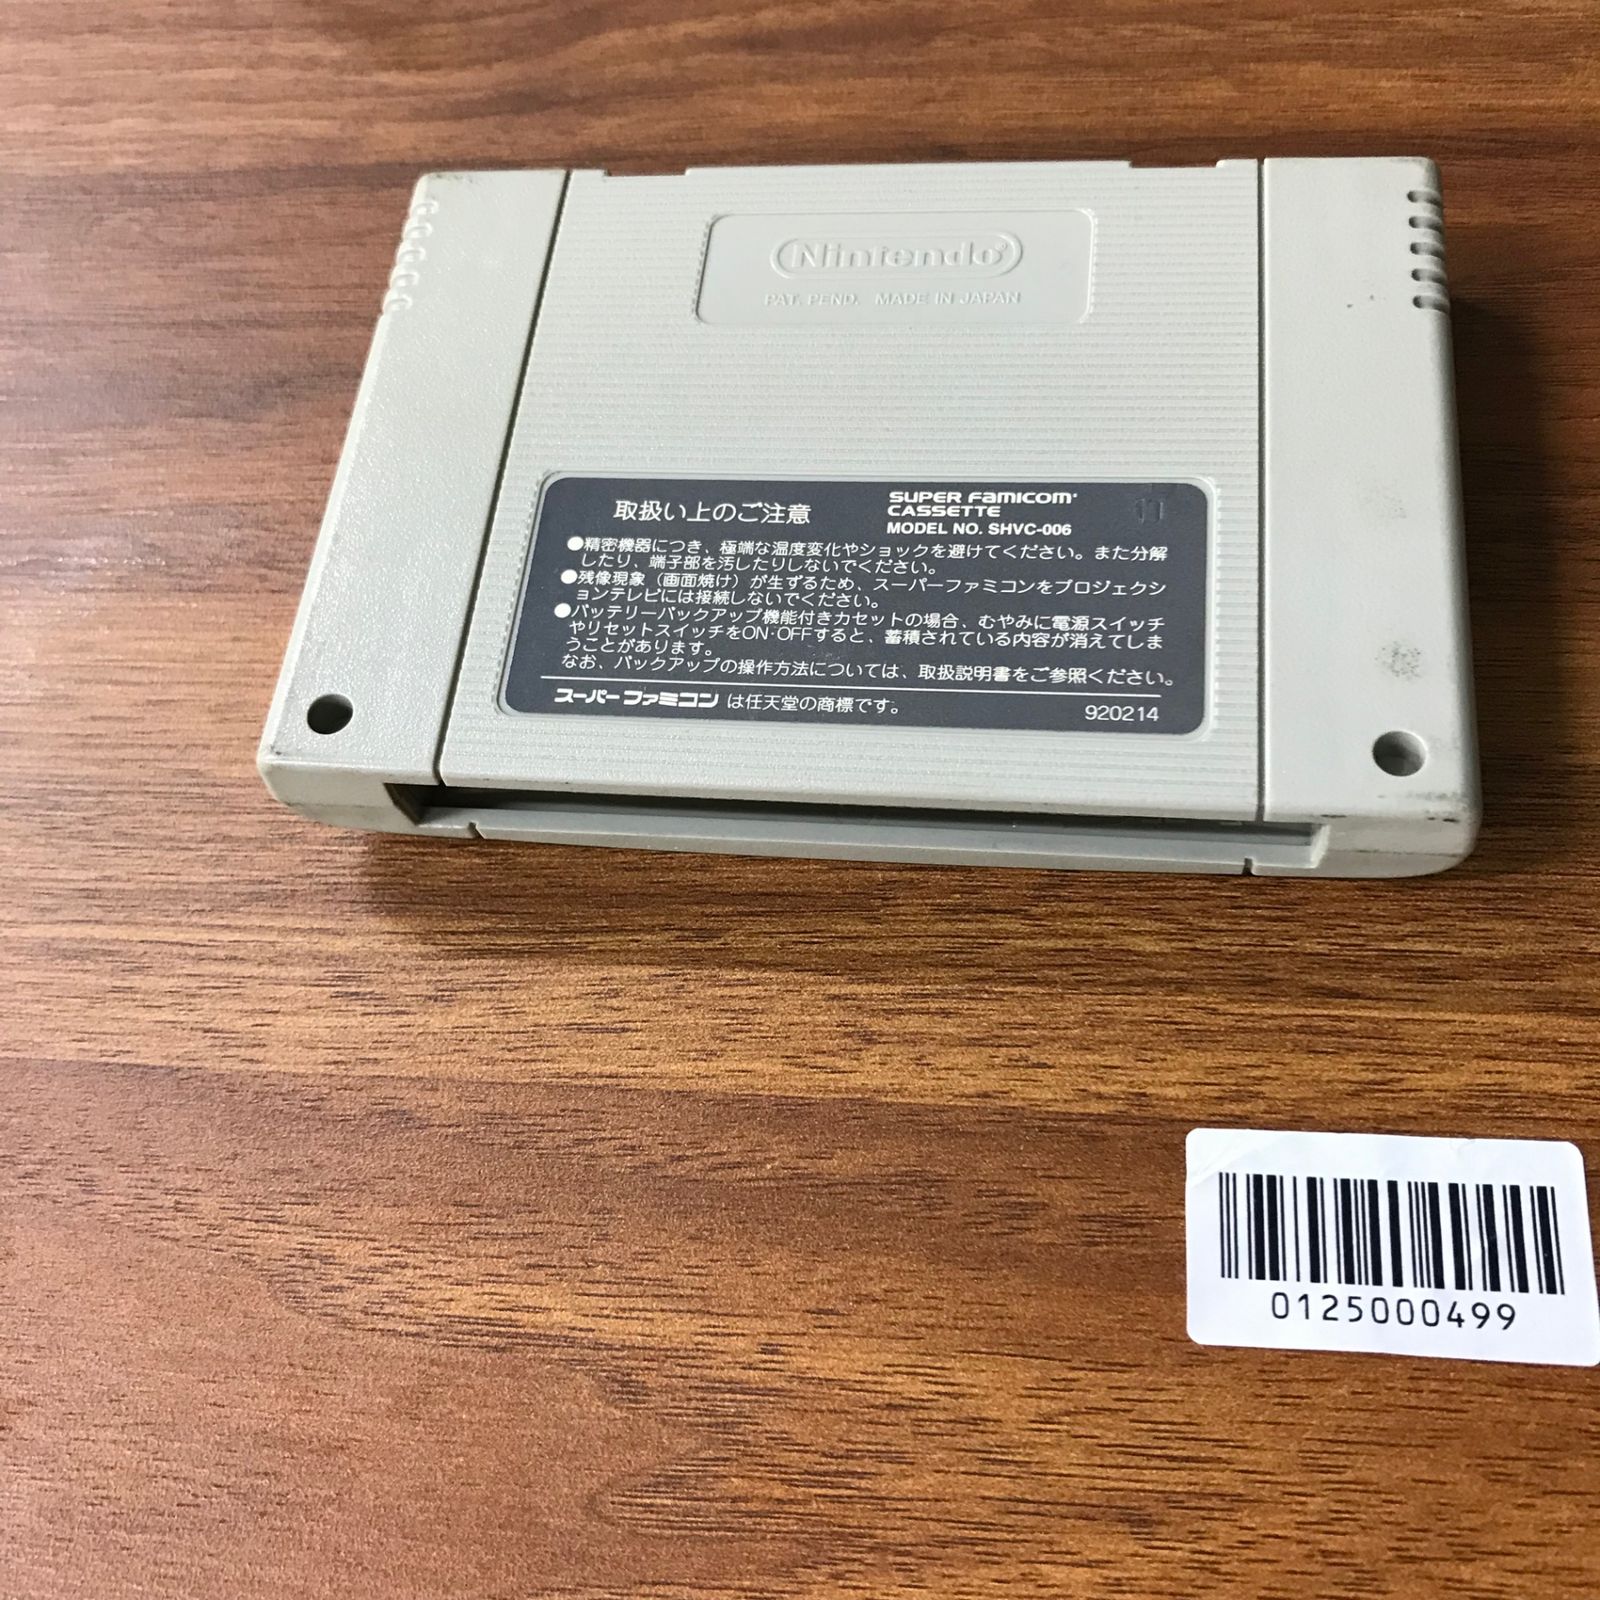 Nintendo®
PAT. PEND. MADE IN JAPAN
取扱い上のご注意
SUPER FAMICOM®
CASSETTE
MODEL NO. SHVC-006
11
●精密機器につき、極端な温度変化やショックを避けてください。また分解
したり、端子部を汚したりしないでください。
●残像現象(画面焼け)が生ずるため、スーパーファミコンをプロジェクシ
ョンテレビには接続しないでください。
●バッテリーバックアップ機能付きカセットの場合、むやみに電源スイッチ
やリセットスイッチをON·OFFすると、蓄積されている内容が消えてしま
うことがあります。
なお、バックアップの操作方法については、取扱説明書をご参照ください。
スーパーファミコンは任天堂の商標です。
920214
0125000499